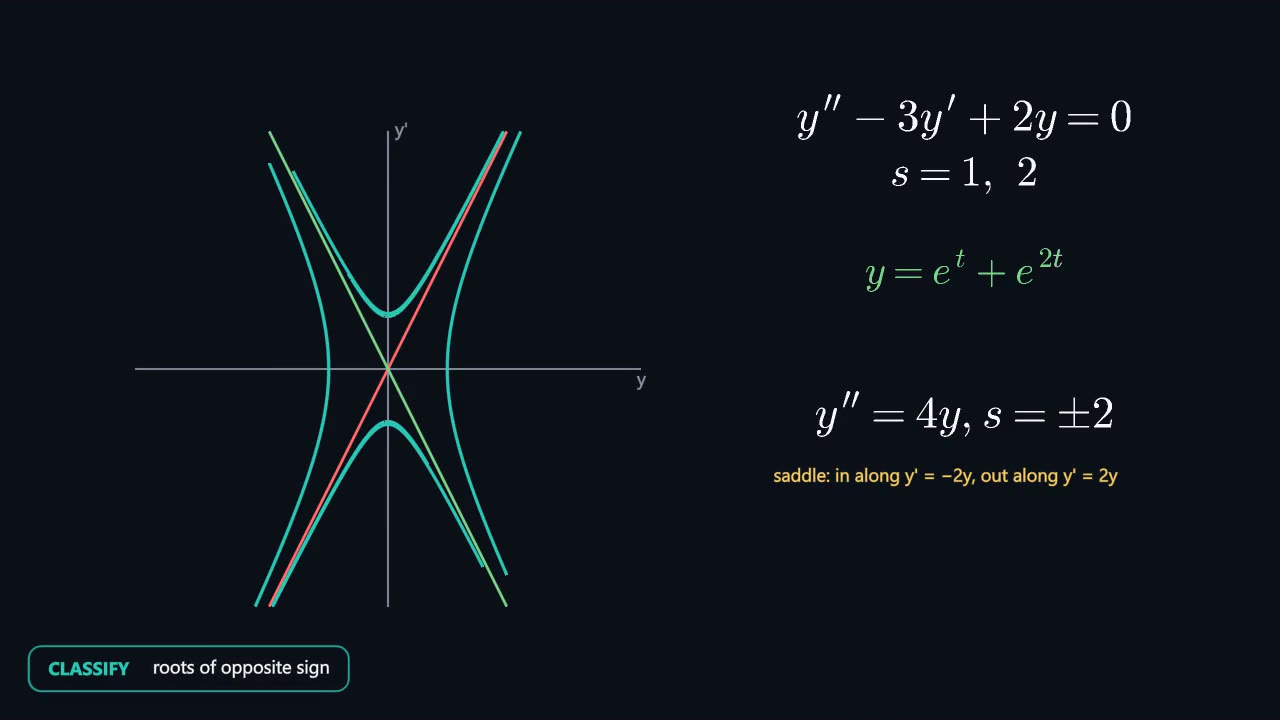 y'
y
y″ − 3y′ + 2y = 0
s = 1, 2
y = e^t + e^{2t}
y″ = 4y, s = ±2
saddle: in along y' = −2y, out along y' = 2y
CLASSIFY roots of opposite sign